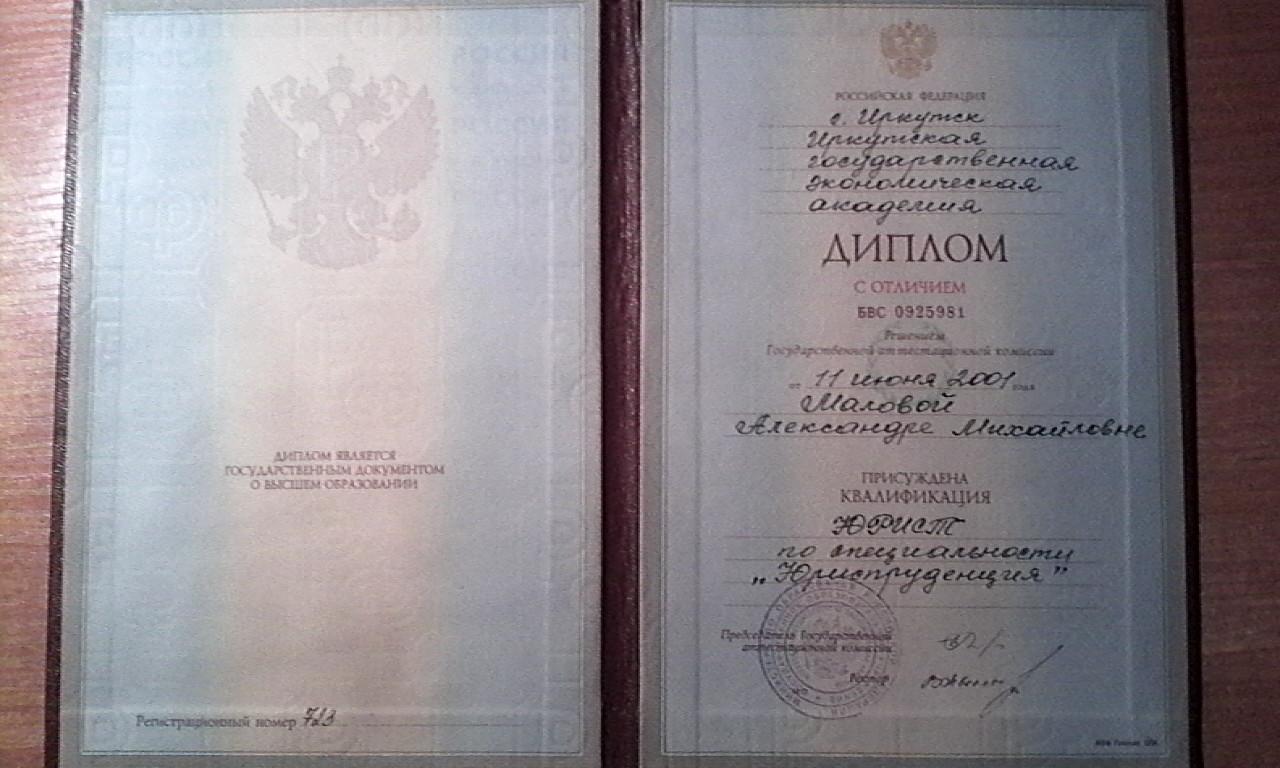 ДИПЛОМ ЯВЛЯЕТСЯ
ГОСУДАРСТВЕННЫМ ДОКУМЕНТОМ
О ВЫСШЕМ ОБРАЗОВАНИИ
Регистрационный номер 723
РОССИЙСКАЯ ФЕДЕРАЦИЯ
г. Иркутск
Иркутская
государственная
экономическая
академия
ДИПЛОМ
С ОТЛИЧИЕМ
БВС 0925981
Решением
Государственной аттестационной комиссии
от 11 июня 2001 года
Маловой
Александре Михайловне
ПРИСУЖДЕНА
КВАЛИФИКАЦИЯ
ЮРИСТ
по специальности
„Юриспруденция”
Председатель Государственной
аттестационной комиссии
Ректор